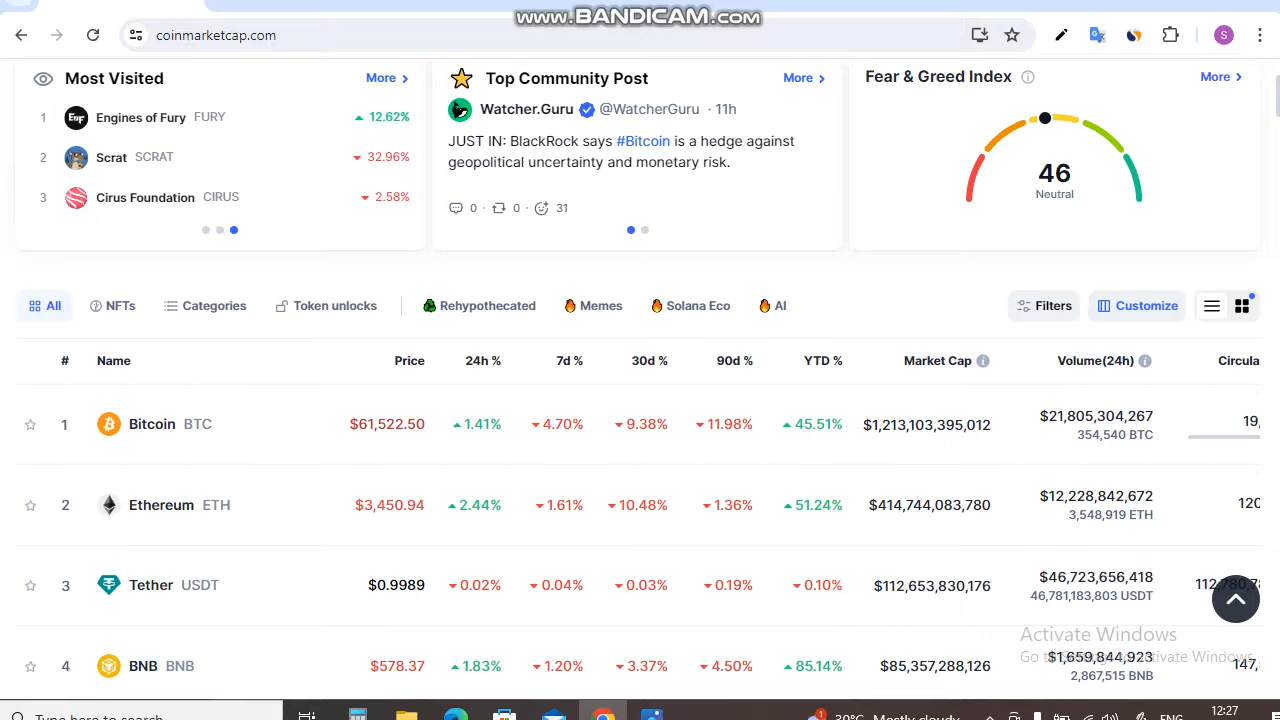 www.BANDICAM.com
coinmarketcap.com
S
Most Visited
More >
1 Engines of Fury FURY 12.62%
2 Scrat SCRAT 32.96%
3 Cirus Foundation CIRUS 2.58%
Top Community Post
More >
Watcher.Guru @WatcherGuru · 11h
JUST IN: BlackRock says #Bitcoin is a hedge against
geopolitical uncertainty and monetary risk.
0 · 0 · 31
Fear & Greed Index
More >
46
Neutral
All NFTs Categories Token unlocks Rehypothecated Memes Solana Eco AI Filters Customize
# Name Price 24h % 7d % 30d % 90d % YTD % Market Cap Volume(24h) Circula
1 Bitcoin BTC $61,522.50 1.41% 4.70% 9.38% 11.98% 45.51% $1,213,103,395,012 $21,805,304,267 19,
354,540 BTC
2 Ethereum ETH $3,450.94 2.44% 1.61% 10.48% 1.36% 51.24% $414,744,083,780 $12,228,842,672 120
3,548,919 ETH
3 Tether USDT $0.9989 0.02% 0.04% 0.03% 0.19% 0.10% $112,653,830,176 $46,723,656,418
46,781,183,803 USDT
Activate Windows
4 BNB BNB $578.37 1.83% 1.20% 3.37% 4.50% 85.14% $85,357,288,126 $1,659,844,923 147,
2,867,515 BNB
Type here to search
1
30°C Mostly cloudy
ENG
12:27